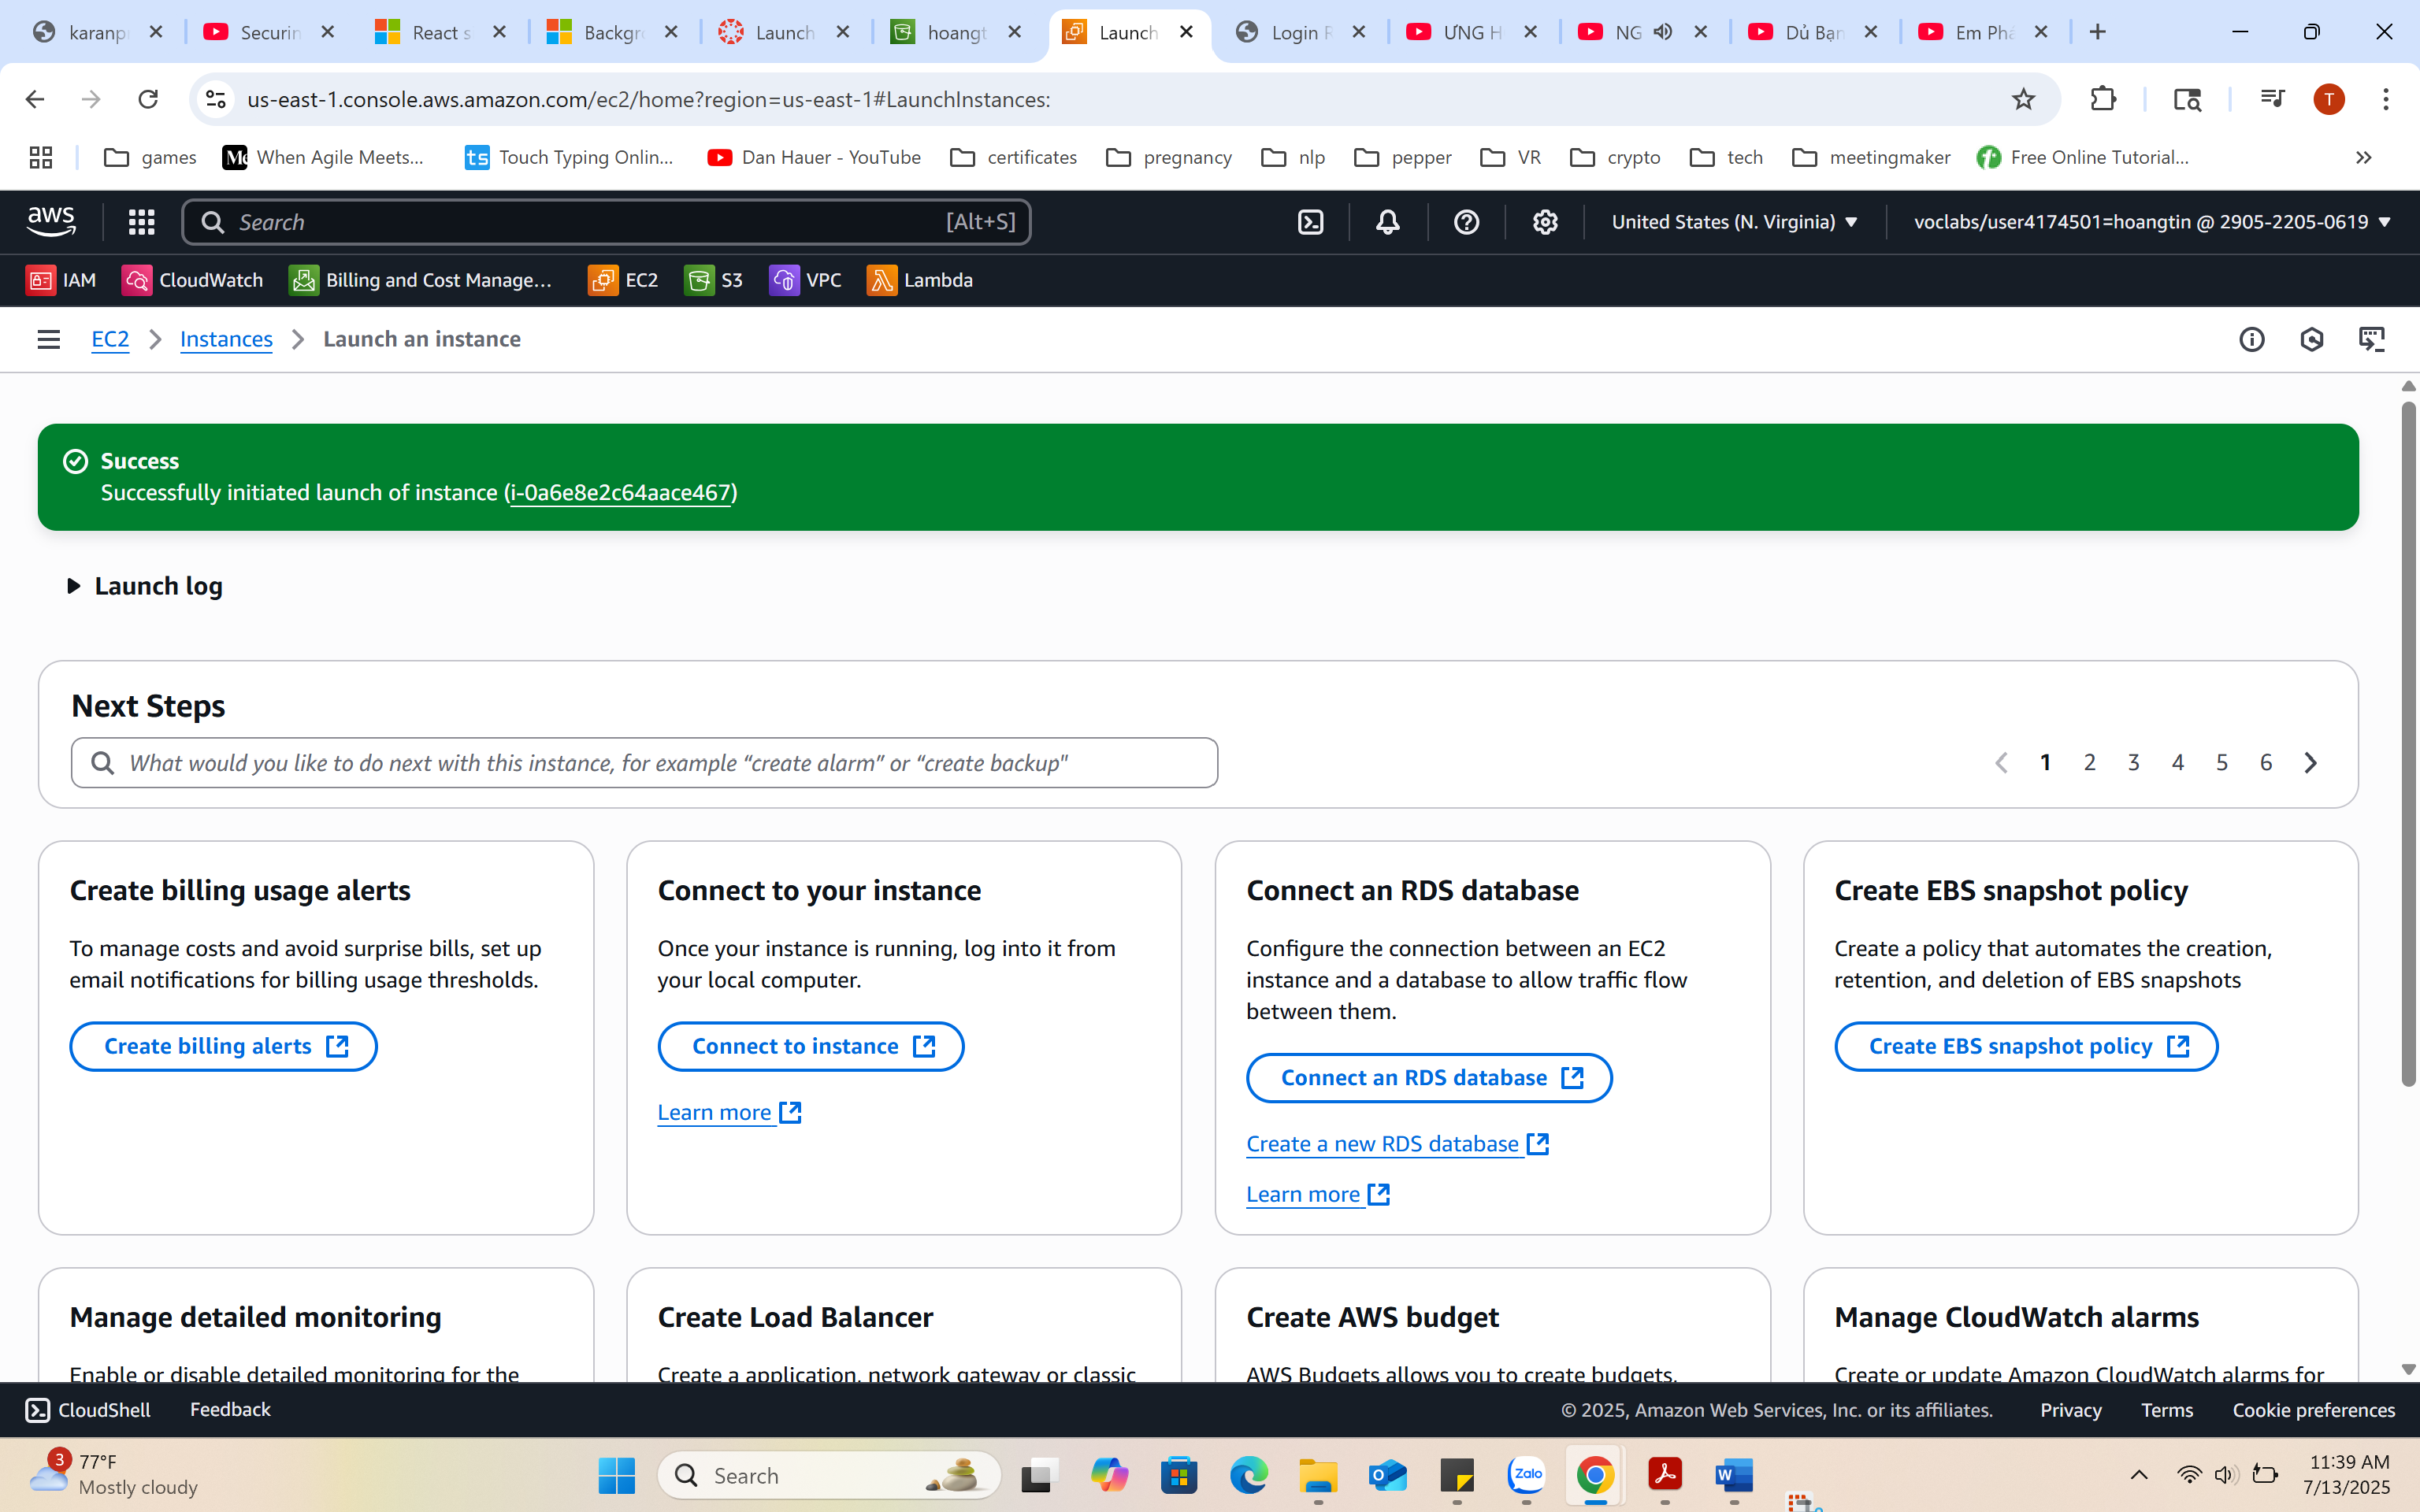 karanp
Securin
React s
Backgr
Launch
hoangt
Launch
Login R
ƯNG H
NG
Dủ Bạn
Em Phá
us-east-1.console.aws.amazon.com/ec2/home?region=us-east-1#LaunchInstances:
T
games
Me
When Agile Meets...
ts
Touch Typing Onlin...
Dan Hauer - YouTube
certificates
pregnancy
nlp
pepper
VR
crypto
tech
meetingmaker
Free Online Tutorial...
aws
Search
[Alt+S]
United States (N. Virginia)
voclabs/user4174501=hoangtin @ 2905-2205-0619
IAM
CloudWatch
Billing and Cost Manage...
EC2
S3
VPC
Lambda
EC2
Instances
Launch an instance
Success
Successfully initiated launch of instance (i-0a6e8e2c64aace467)
Launch log
Next Steps
What would you like to do next with this instance, for example “create alarm” or “create backup"
1 2 3 4 5 6
Create billing usage alerts
To manage costs and avoid surprise bills, set up
email notifications for billing usage thresholds.
Create billing alerts
Connect to your instance
Once your instance is running, log into it from
your local computer.
Connect to instance
Learn more
Connect an RDS database
Configure the connection between an EC2
instance and a database to allow traffic flow
between them.
Connect an RDS database
Create a new RDS database
Learn more
Create EBS snapshot policy
Create a policy that automates the creation,
retention, and deletion of EBS snapshots
Create EBS snapshot policy
Manage detailed monitoring
Enable or disable detailed monitoring for the
Create Load Balancer
Create a application, network gateway or classic
Create AWS budget
AWS Budgets allows you to create budgets,
Manage CloudWatch alarms
Create or update Amazon CloudWatch alarms for
CloudShell
Feedback
© 2025, Amazon Web Services, Inc. or its affiliates.
Privacy
Terms
Cookie preferences
3
77°F
Mostly cloudy
Search
Zalo
11:39 AM
7/13/2025